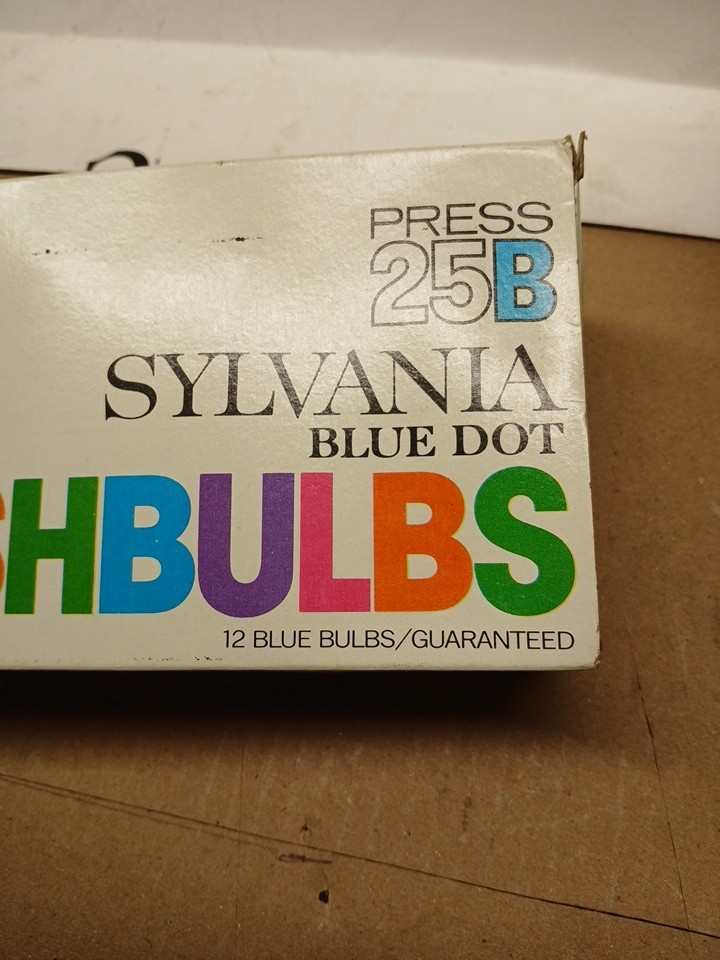 PRESS
25B
SYLVANIA
BLUE DOT
SHBULBS
12 BLUE BULBS/GUARANTEED